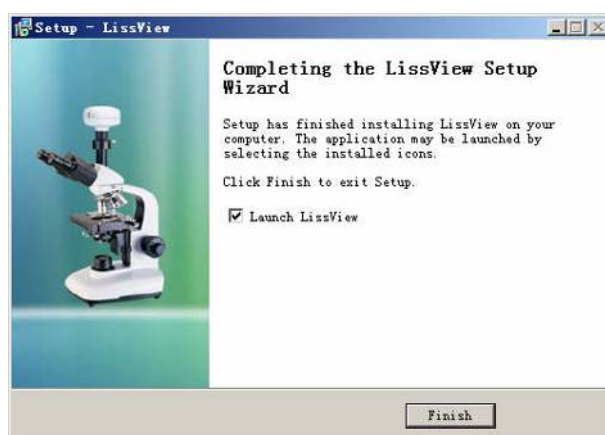 Setup - LissView
Completing the LissView Setup
Wizard
Setup has finished installing LissView on your
computer. The application may be launched by
selecting the installed icons.
Click Finish to exit Setup.
Launch LissView
Finish